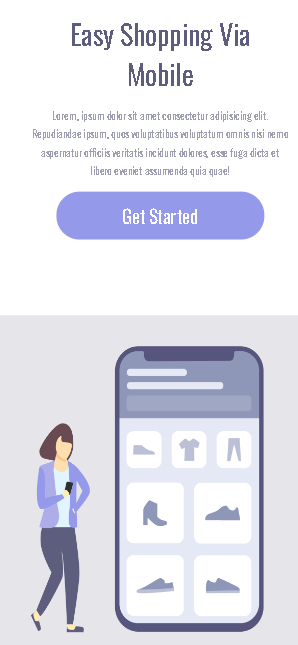 Easy Shopping Via
Mobile
Lorem, ipsum dolor sit amet consectetur adipisicing elit.
Repudiandae ipsum, quos voluptatibus voluptatum omnis nisi nemo
aspernatur officiis veritatis incidunt dolores, esse fuga dicta et
libero eveniet assumenda quia quae!
Get Started